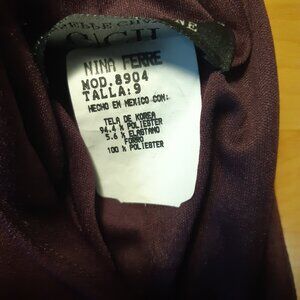 NINA FERRE
MOD.8904
TALLA:9
HECHO EN MEXICO CON:
TELA DE KOREA
94.4 % POLIESTER
5.6 % ELASTANO
FORRO
100 % POLIESTER